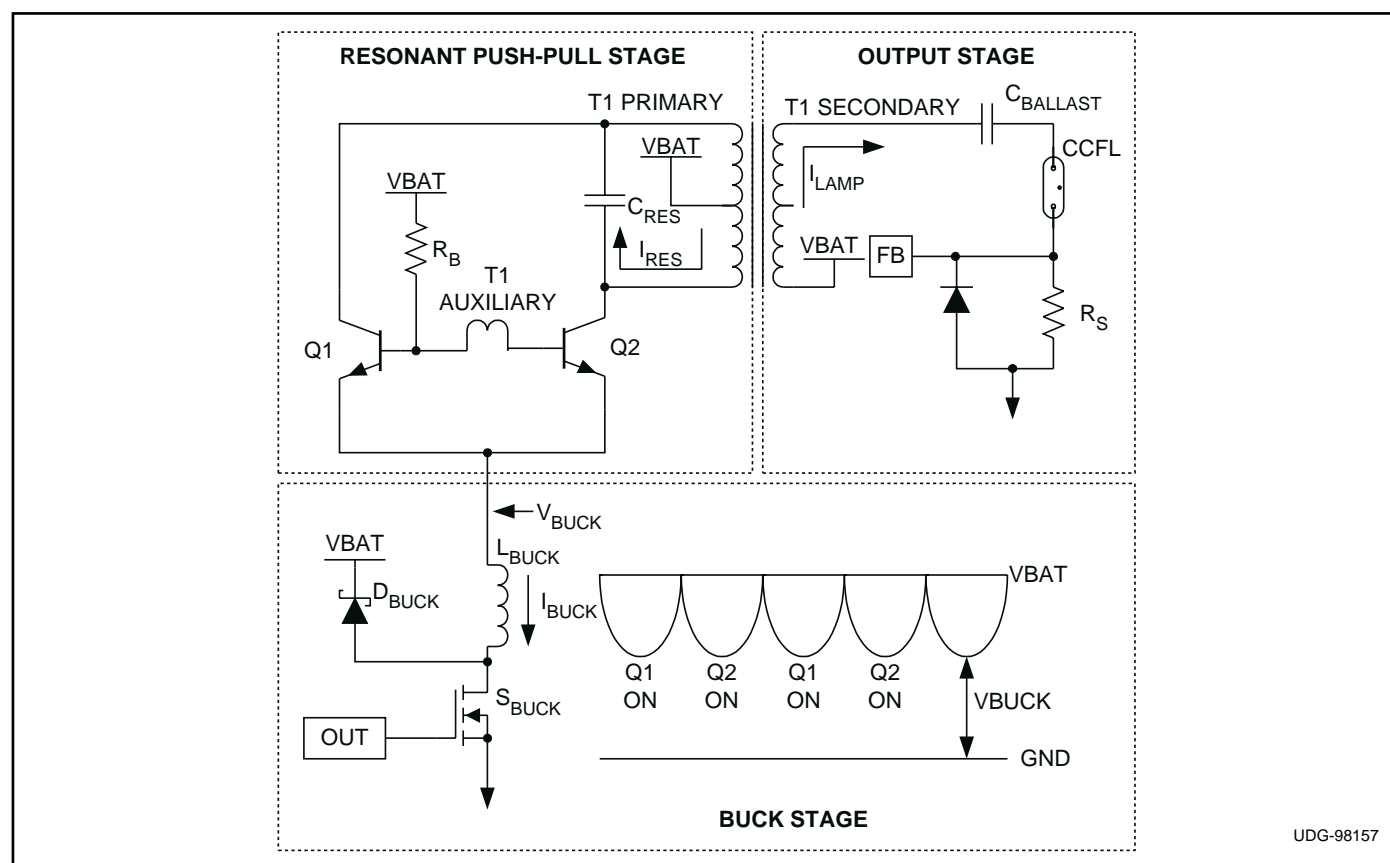 RESONANT PUSH-PULL STAGE
OUTPUT STAGE
T1 PRIMARY
T1 SECONDARY
CBALLAST
VBAT
ILAMP
CCFL
VBAT
CRES
RB
IRES
VBAT
FB
T1
AUXILIARY
RS
Q1
Q2
VBUCK
VBAT
LBUCK
DBUCK
IBUCK
VBAT
Q1
ON
Q2
ON
Q1
ON
Q2
ON
VBUCK
SBUCK
OUT
GND
BUCK STAGE
UDG-98157